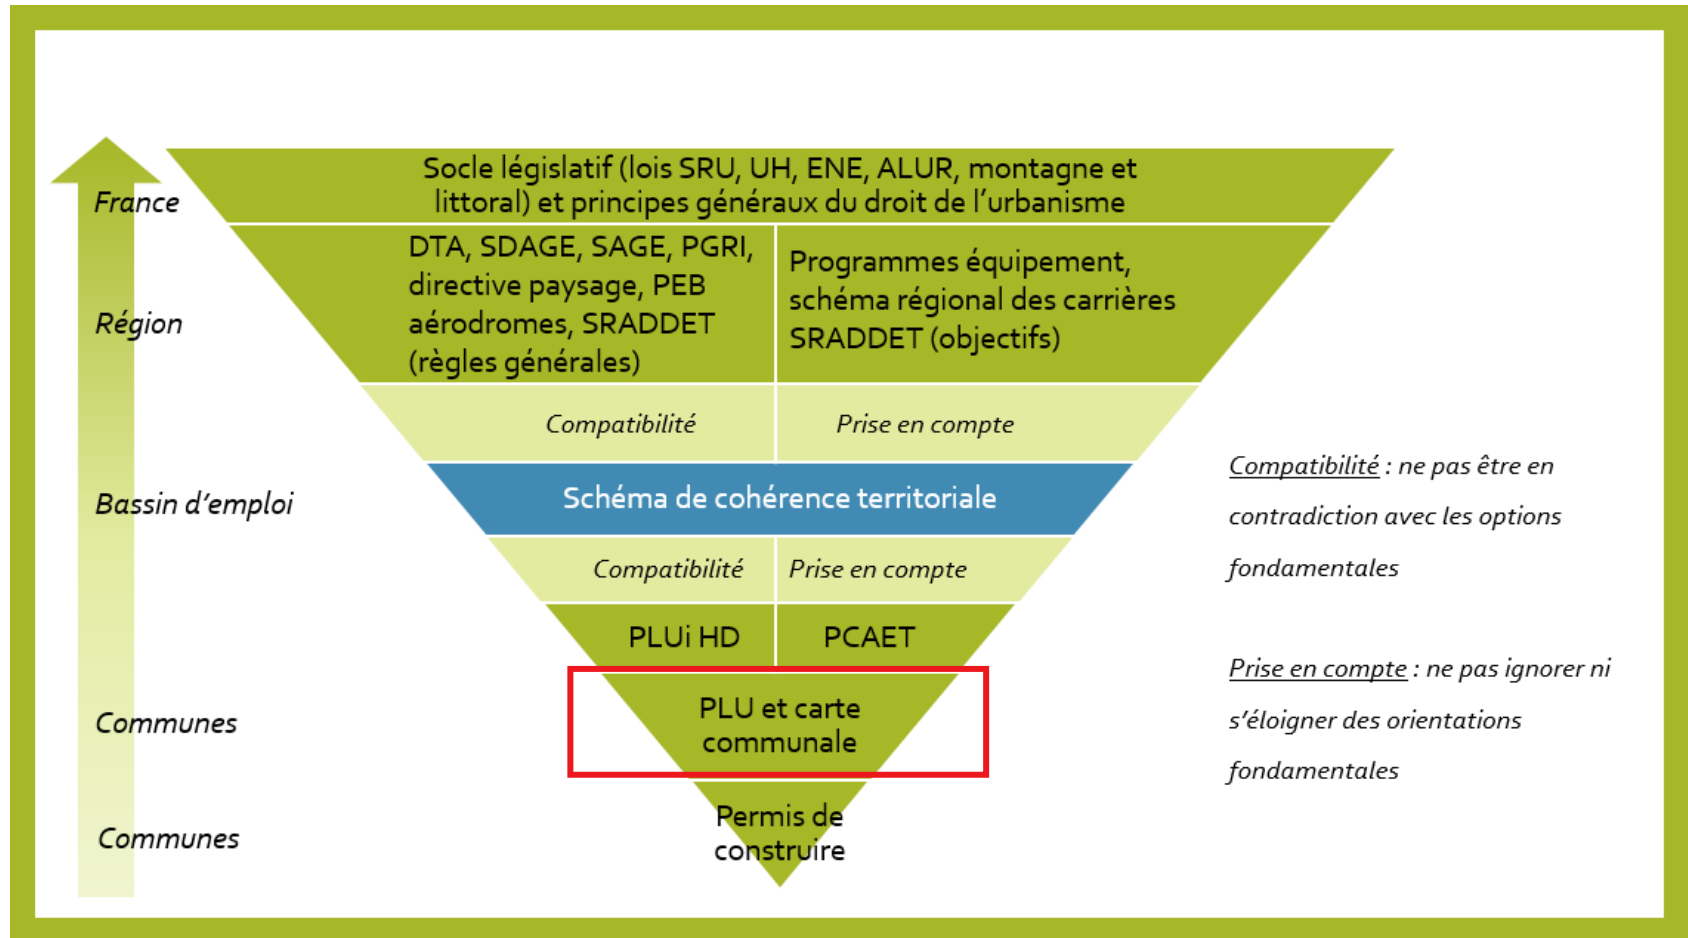 France
Socle législatif (lois SRU, UH, ENE, ALUR, montagne et
littoral) et principes généraux du droit de l'urbanisme
Région
DTA, SDAGE, SAGE, PGRI,
directive paysage, PEB
aérodromes, SRADDET
(règles générales)
Programmes équipement,
schéma régional des carrières
SRADDET (objectifs)
Compatibilité
Prise en compte
Bassin d'emploi
Schéma de cohérence territoriale
Compatibilité
Prise en compte
PLUi HD
PCAET
Communes
PLU et carte
communale
Communes
Permis de
construire
Compatibilité : ne pas être en
contradiction avec les options
fondamentales
Prise en compte : ne pas ignorer ni
s'éloigner des orientations
fondamentales